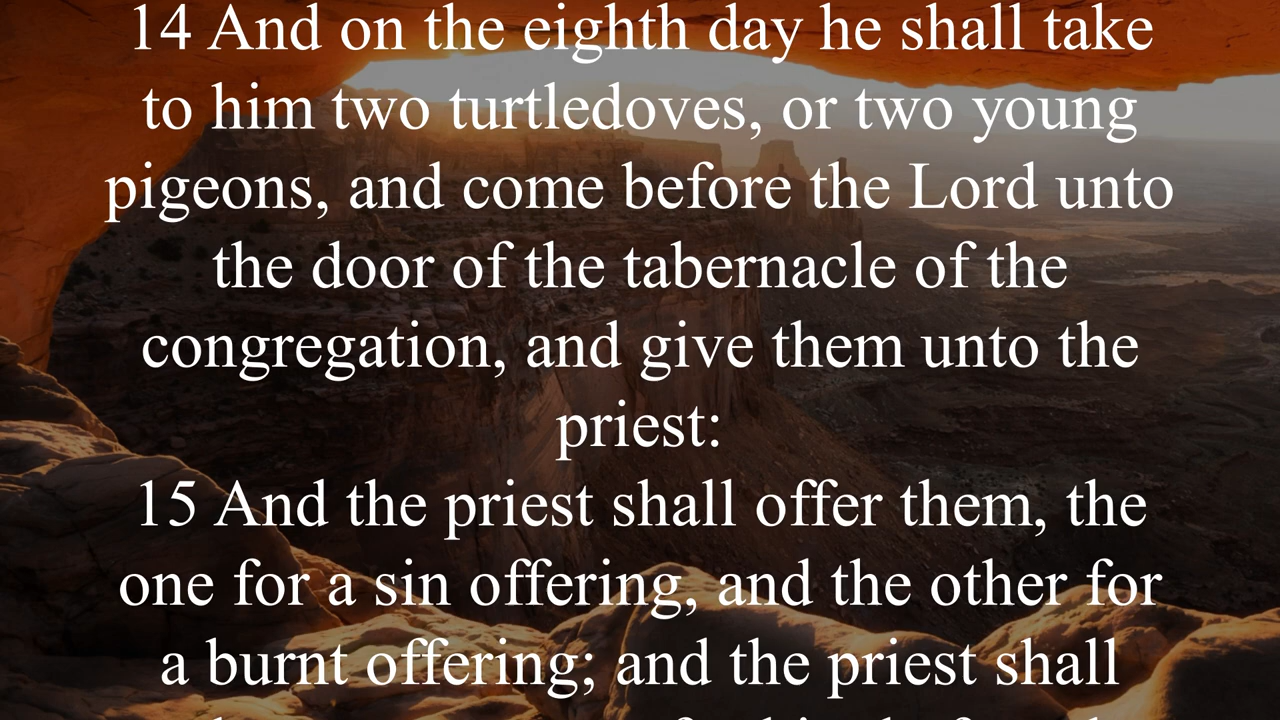 14 And on the eighth day he shall take
to him two turtledoves, or two young
pigeons, and come before the Lord unto
the door of the tabernacle of the
congregation, and give them unto the
priest:
15 And the priest shall offer them, the
one for a sin offering, and the other for
a burnt offering; and the priest shall